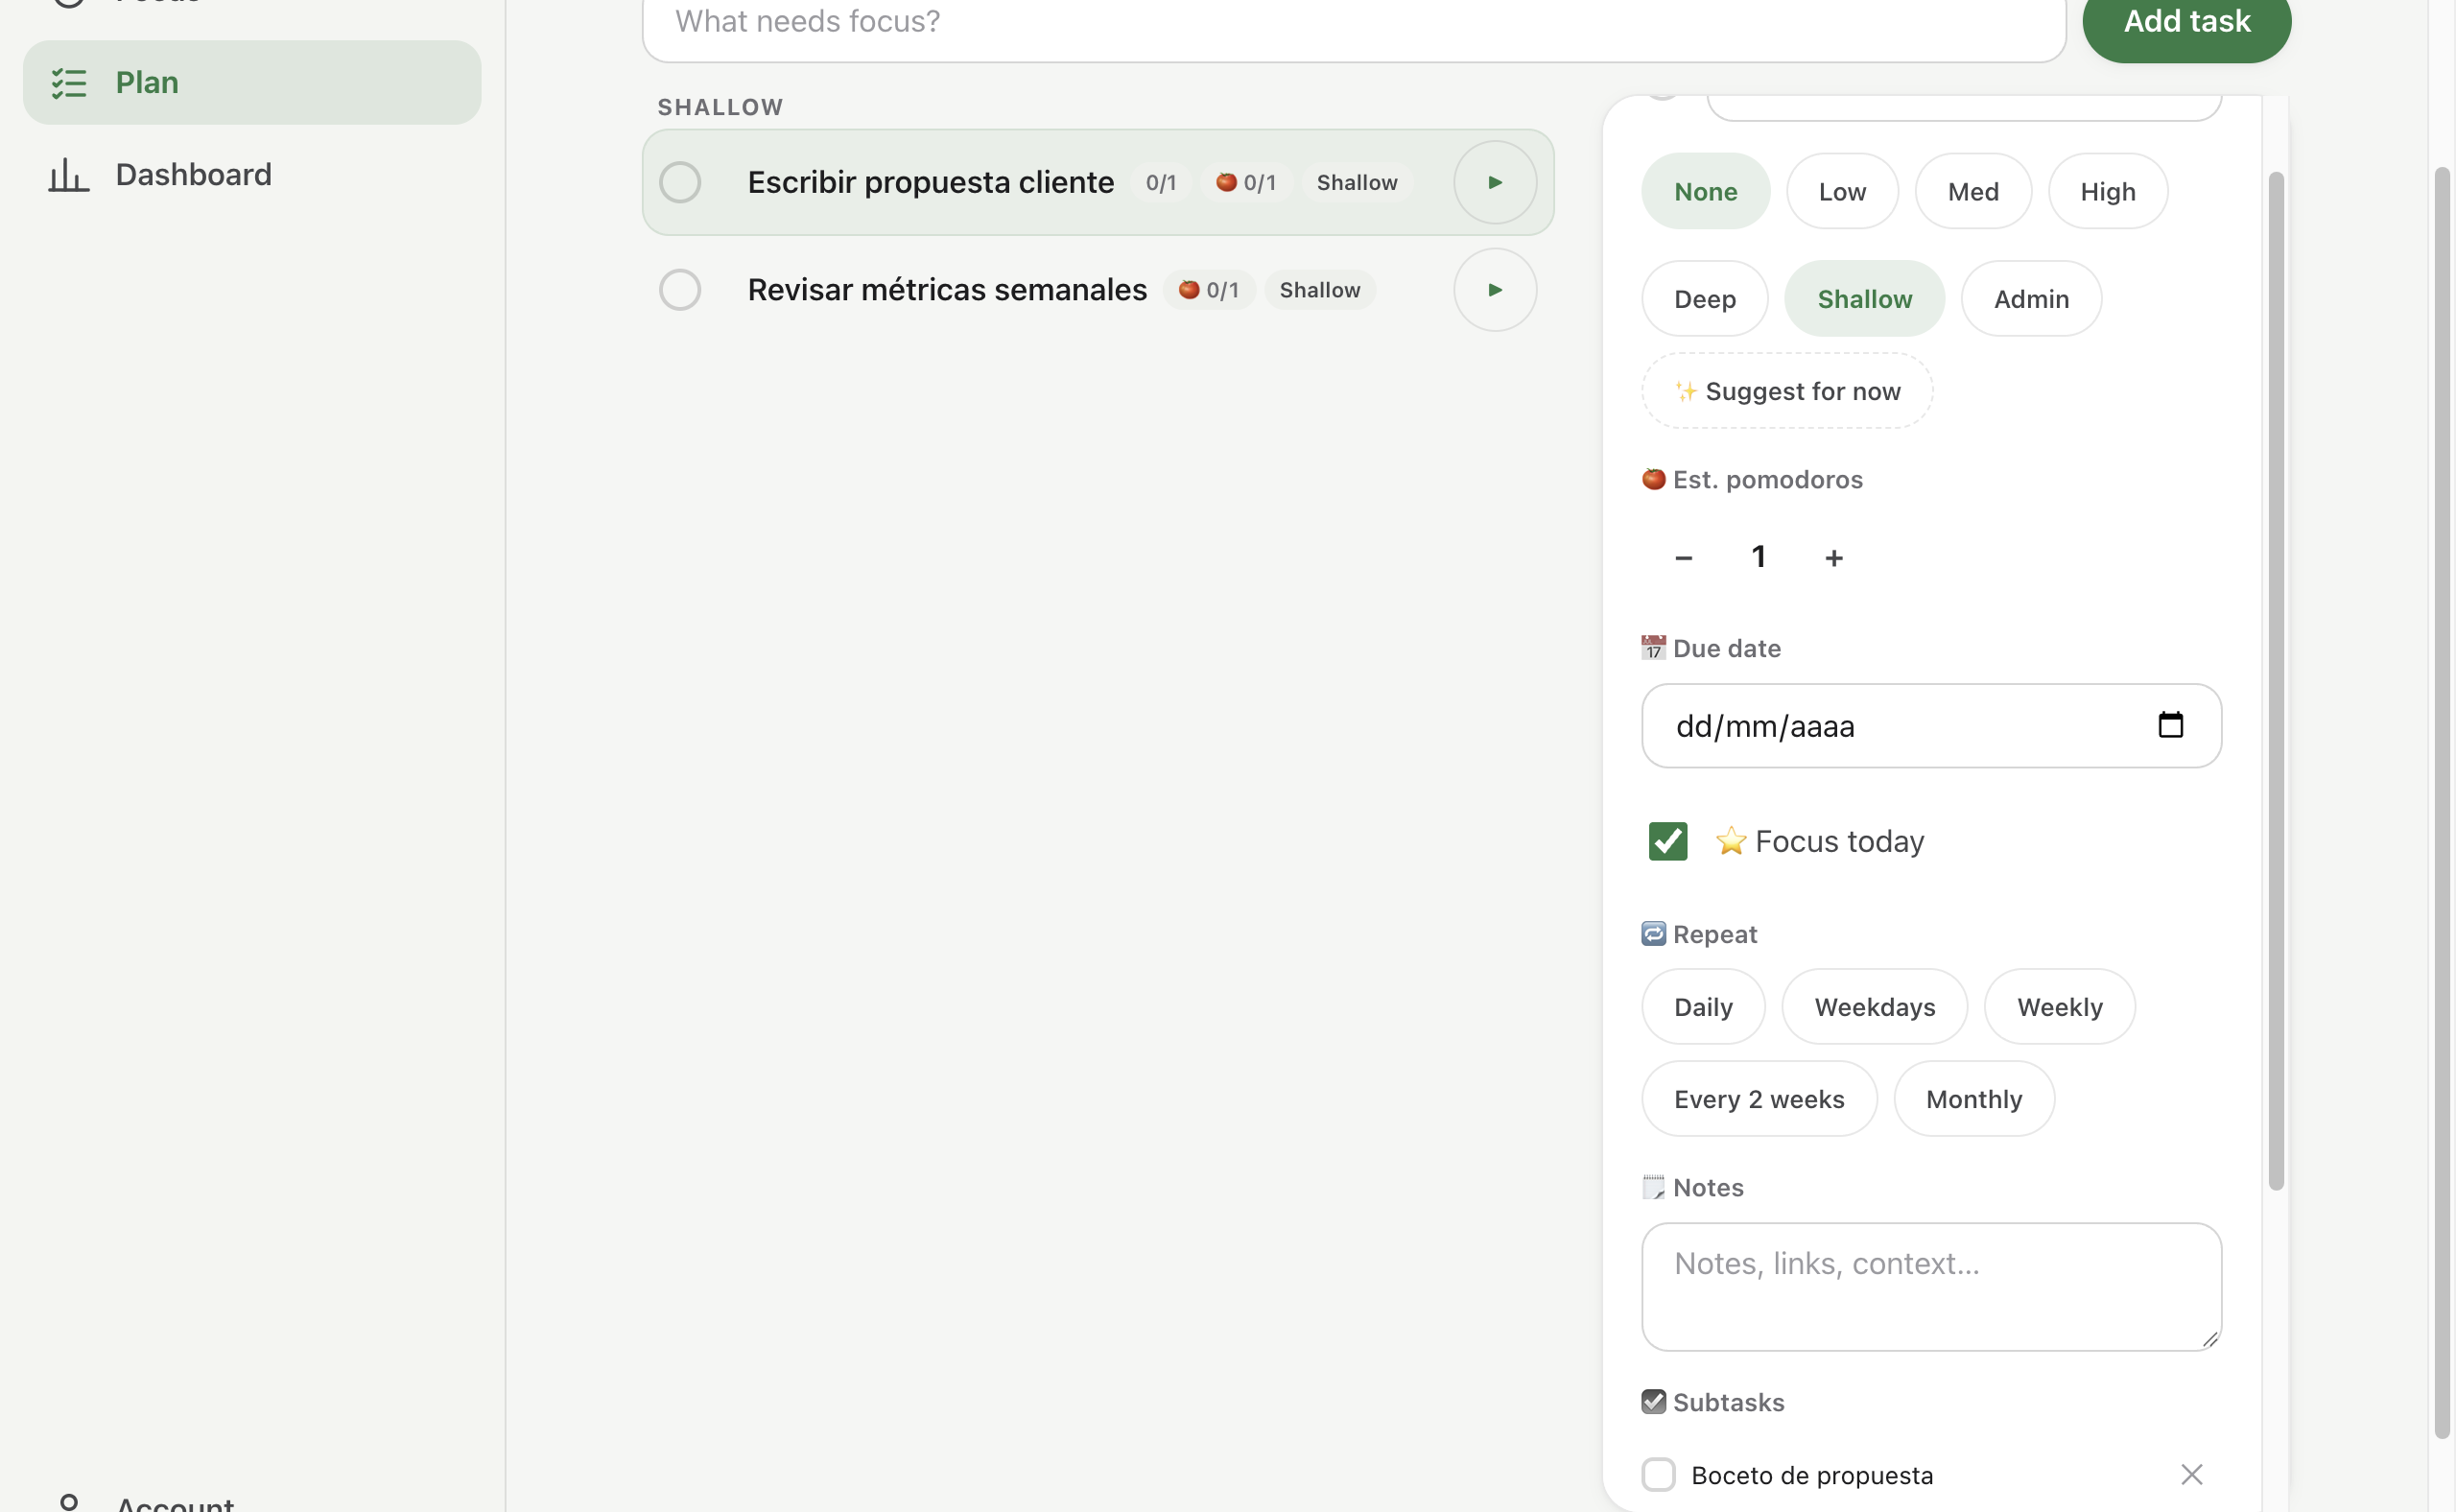 Focus
Plan
Dashboard
Account
What needs focus?
Add task
SHALLOW
Escribir propuesta cliente 0/1 0/1 Shallow
Revisar métricas semanales 0/1 Shallow
None Low Med High
Deep Shallow Admin
Suggest for now
Est. pomodoros
− 1 +
17 Due date
dd/mm/aaaa
Focus today
Repeat
Daily Weekdays Weekly
Every 2 weeks Monthly
Notes
Notes, links, context...
Subtasks
Boceto de propuesta